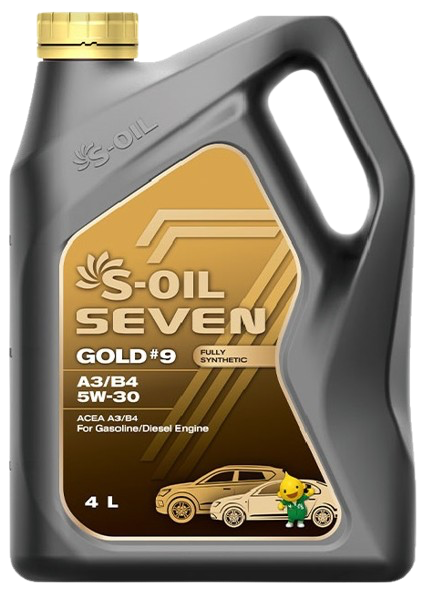 S-OIL
S-OIL
SEVEN
GOLD #9
FULLY
SYNTHETIC
A3/B4
5W-30
ACEA A3/B4
For Gasoline/Diesel Engine
4 L